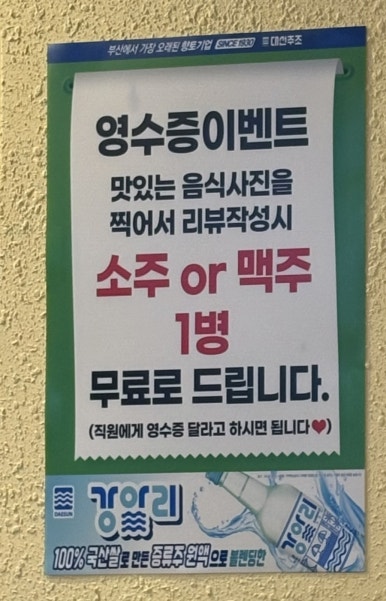 부산에서 가장 오래된 향토기업 SINCE 1930 대선주조
영수증이벤트
맛있는 음식사진을
찍어서 리뷰작성시
소주 or 맥주
1병
무료로 드립니다.
(직원에게 영수증 달라고 하시면 됩니다❤)
DAESUN
강알리
강알리
100% 국산쌀로 만든 증류주 원액으로 블렌딩한